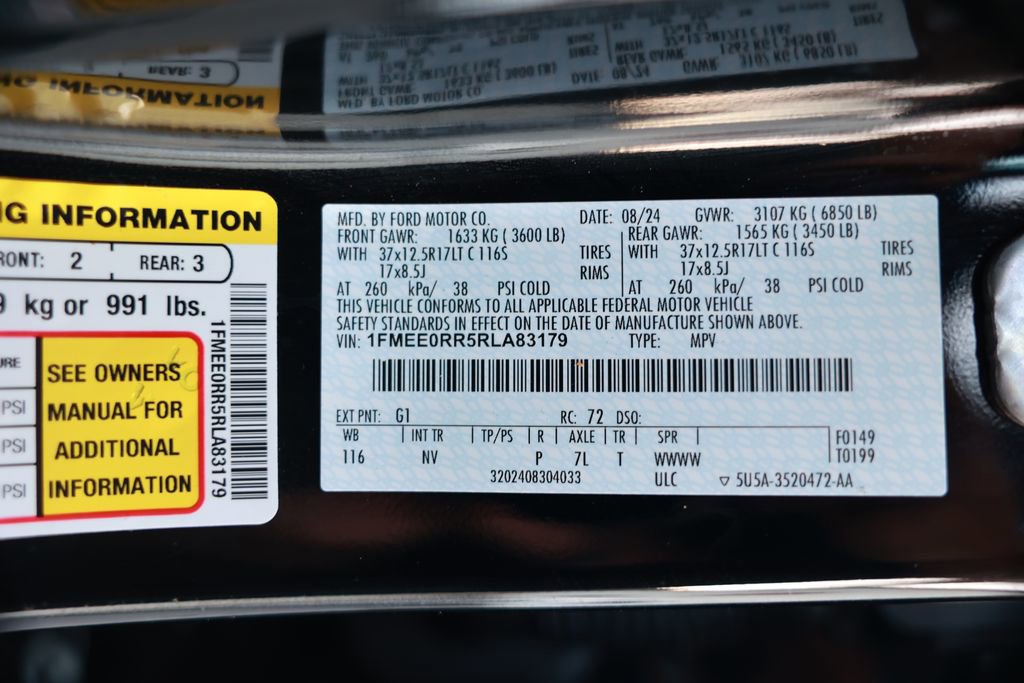 NG INFORMATION
RONT: 2 REAR: 3
9 kg or 991 lbs.
URE
PSI
PSI
PSI
SEE OWNERS
MANUAL FOR
ADDITIONAL
INFORMATION
1FMEE0RR5RLA83179
MFD. BY FORD MOTOR CO. DATE: 08/24 GVWR: 3107 KG ( 6850 LB)
FRONT GAWR: 1633 KG ( 3600 LB) REAR GAWR: 1565 KG ( 3450 LB)
WITH 37x12.5R17LT C 116S TIRES WITH 37x12.5R17LT C 116S TIRES
17x8.5J RIMS 17x8.5J RIMS
AT 260 kPa/ 38 PSI COLD AT 260 kPa/ 38 PSI COLD
THIS VEHICLE CONFORMS TO ALL APPLICABLE FEDERAL MOTOR VEHICLE
SAFETY STANDARDS IN EFFECT ON THE DATE OF MANUFACTURE SHOWN ABOVE.
VIN: 1FMEE0RR5RLA83179 TYPE: MPV
EXT PNT: G1 RC: 72 DSO:
WB INT TR TP/PS R AXLE TR SPR F0149
116 NV P 7L T WWWW T0199
3202408304033 ULC ▽ 5U5A-3520472-AA